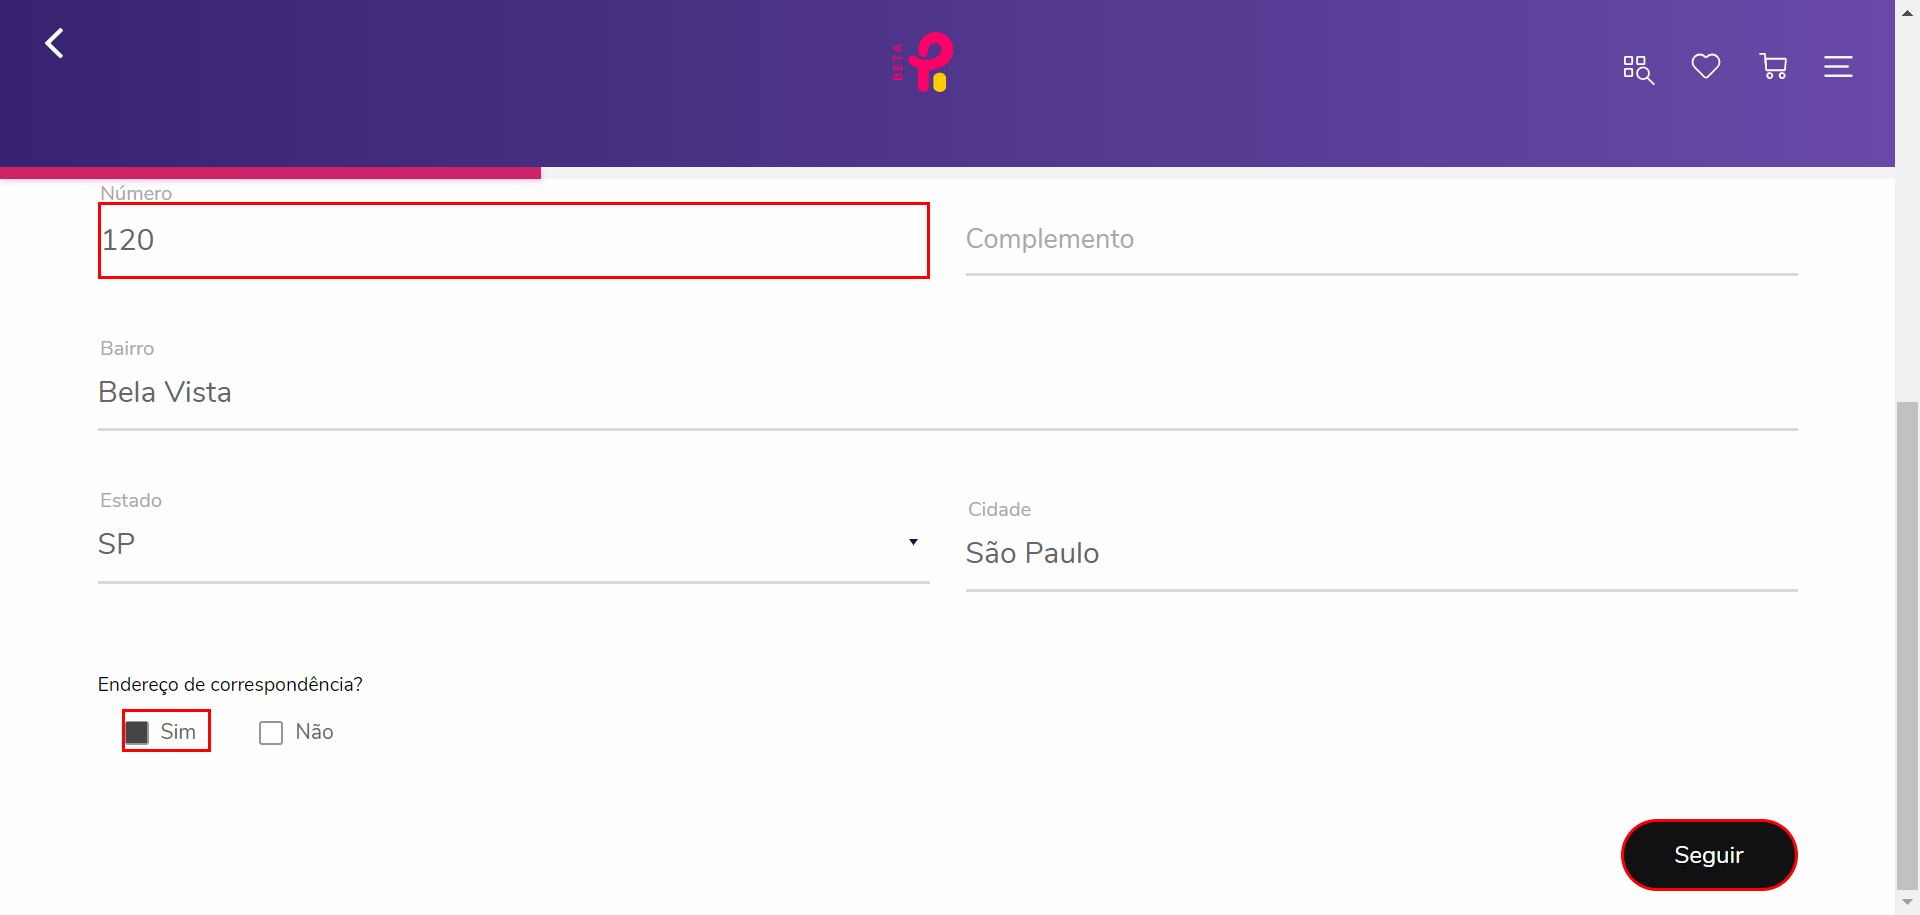 BETA
Número
120
Complemento
Bairro
Bela Vista
Estado
SP
Cidade
São Paulo
Endereço de correspondência?
Sim
Não
Seguir